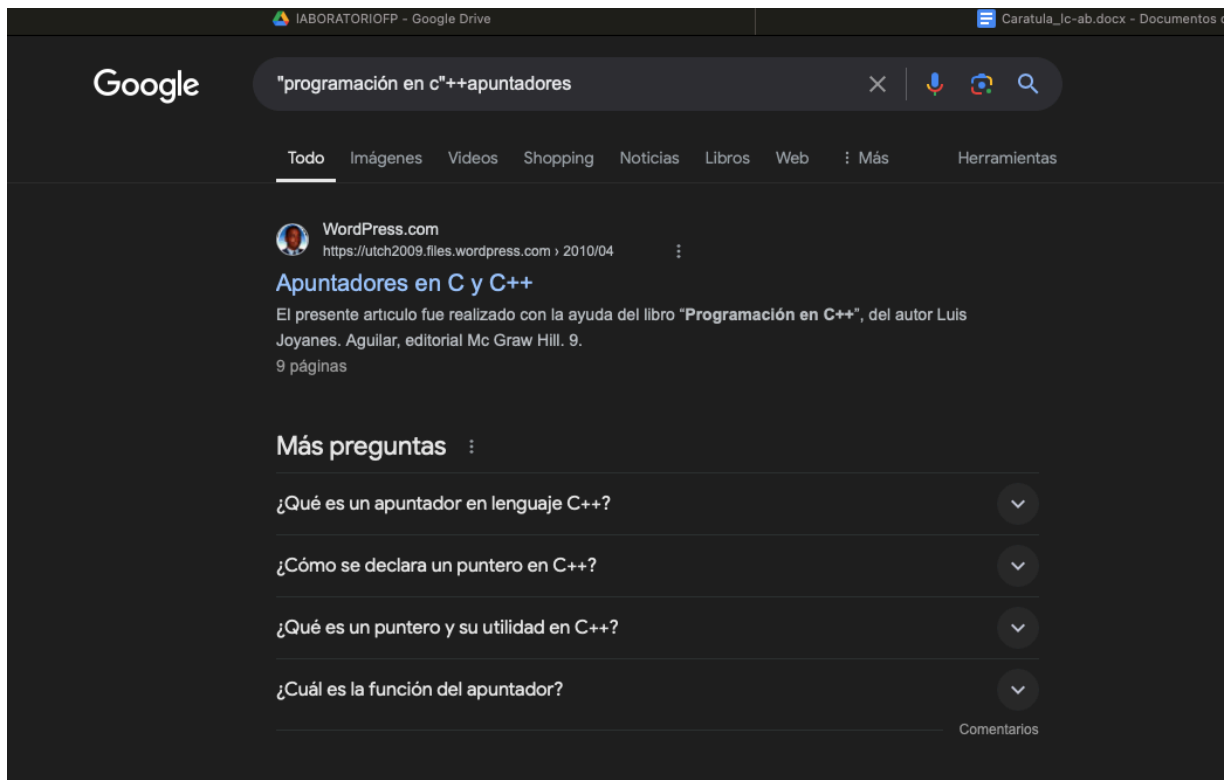 IABORATORIOFP - Google Drive
Caratula_lc-ab.docx - Documentos
Google
"programación en c"++apuntadores
Todo Imágenes Videos Shopping Noticias Libros Web Más Herramientas
WordPress.com
https://utch2009.files.wordpress.com › 2010/04
Apuntadores en C y C++
El presente artıculo fue realizado con la ayuda del libro “Programación en C++”, del autor Luis
Joyanes. Aguilar, editorial Mc Graw Hill. 9.
9 páginas
Más preguntas
¿Qué es un apuntador en lenguaje C++?
¿Cómo se declara un puntero en C++?
¿Qué es un puntero y su utilidad en C++?
¿Cuál es la función del apuntador?
Comentarios